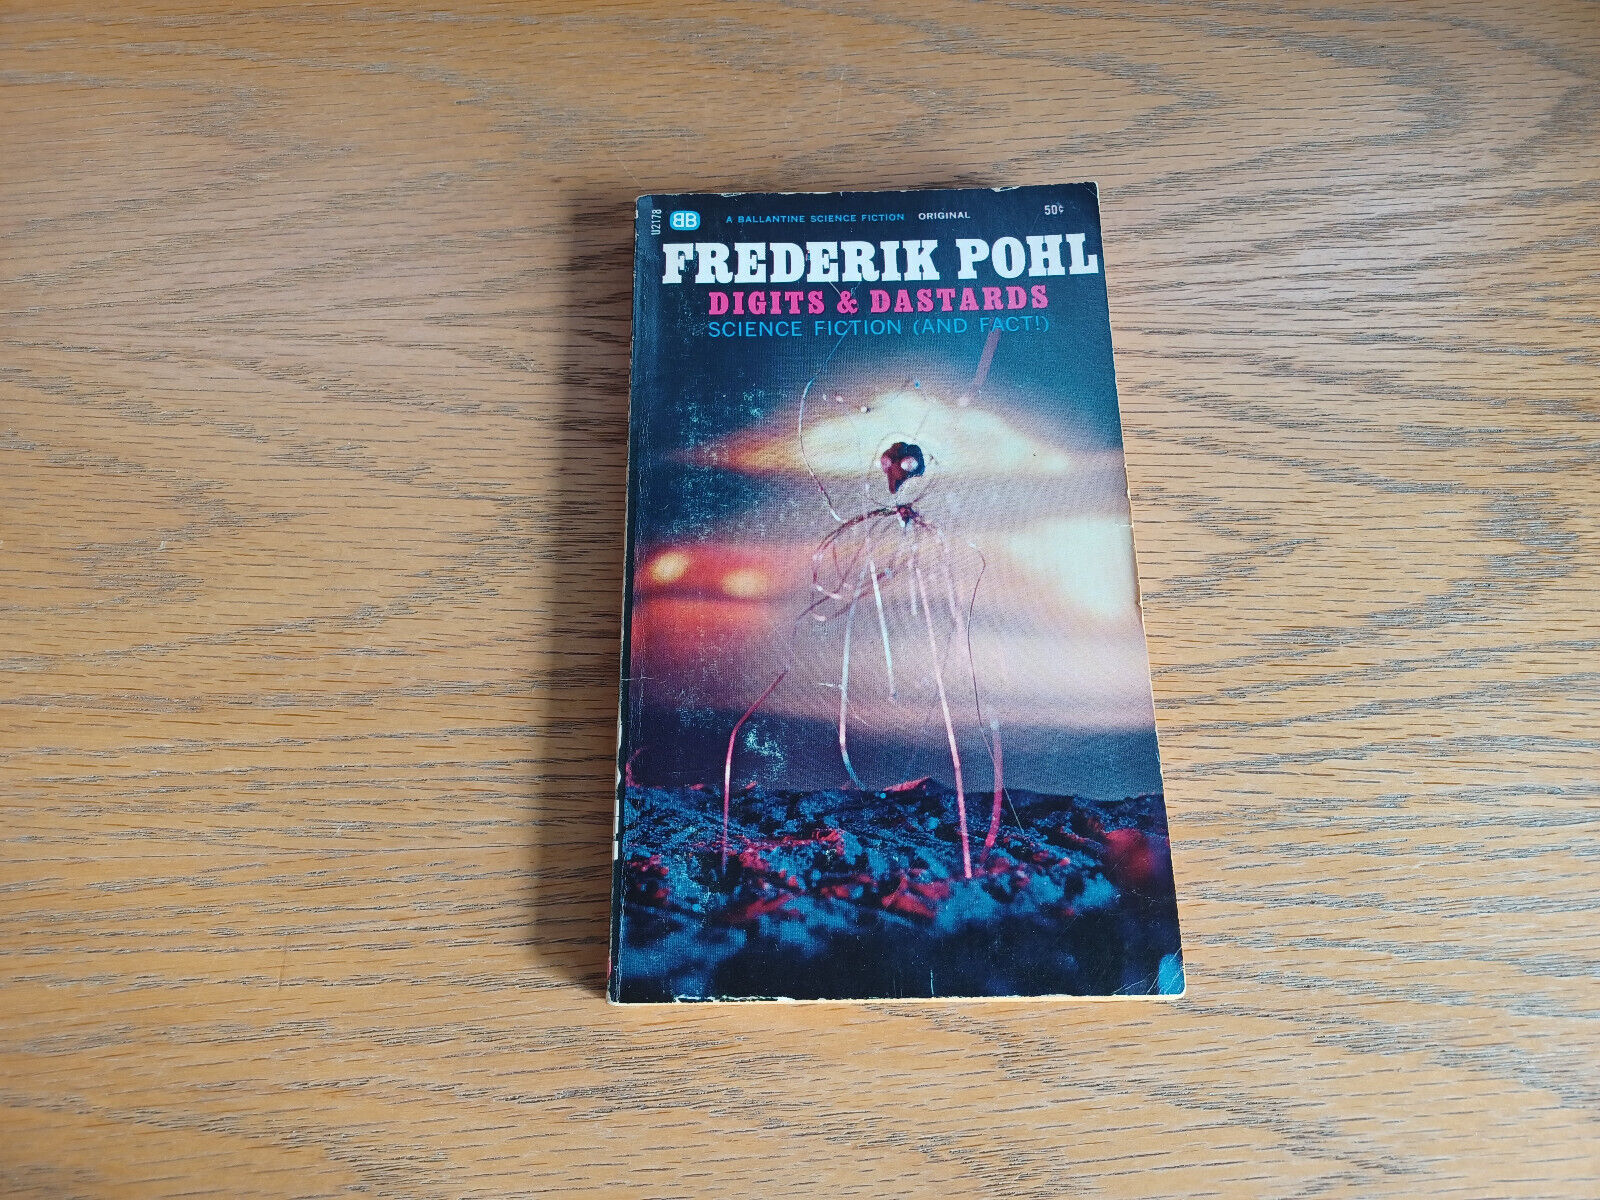 U2178
BB
A BALLANTINE SCIENCE FICTION ORIGINAL
50¢
FREDERIK POHL
DIGITS & DASTARDS
SCIENCE FICTION (AND FACT!)